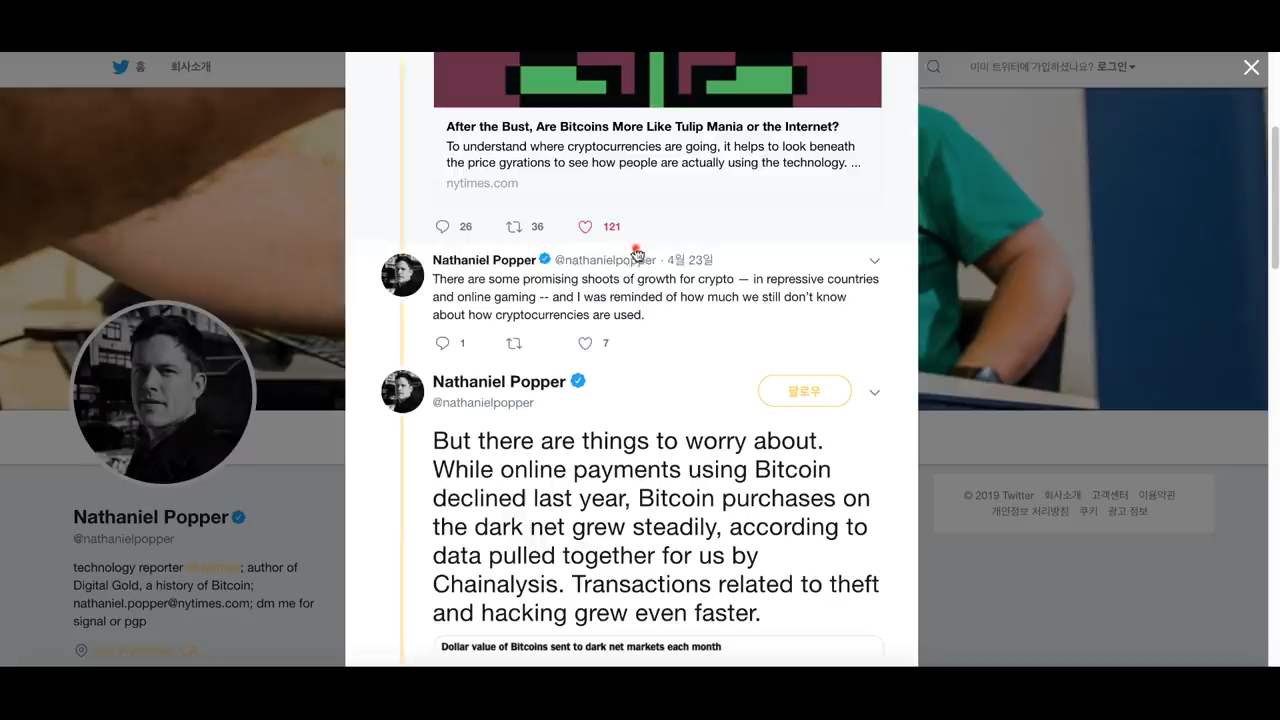 홈 회사소개
미미 트위터에 가입하셨나요? 로그인
After the Bust, Are Bitcoins More Like Tulip Mania or the Internet?
To understand where cryptocurrencies are going, it helps to look beneath
the price gyrations to see how people are actually using the technology. ...
nytimes.com
26 36 121
Nathaniel Popper @nathanielpopper · 4월 23일
There are some promising shoots of growth for crypto — in repressive countries
and online gaming -- and I was reminded of how much we still don't know
about how cryptocurrencies are used.
1 7
Nathaniel Popper
@nathanielpopper
팔로우
But there are things to worry about.
While online payments using Bitcoin
declined last year, Bitcoin purchases on
the dark net grew steadily, according to
data pulled together for us by
Chainalysis. Transactions related to theft
and hacking grew even faster.
Dollar value of Bitcoins sent to dark net markets each month
Nathaniel Popper
@nathanielpopper
technology reporter @nytimes; author of
Digital Gold, a history of Bitcoin;
nathaniel.popper@nytimes.com; dm me for
signal or pgp
San Francisco, CA
© 2019 Twitter 회사소개 고객센터 이용약관
개인정보 처리방침 쿠키 광고 정보